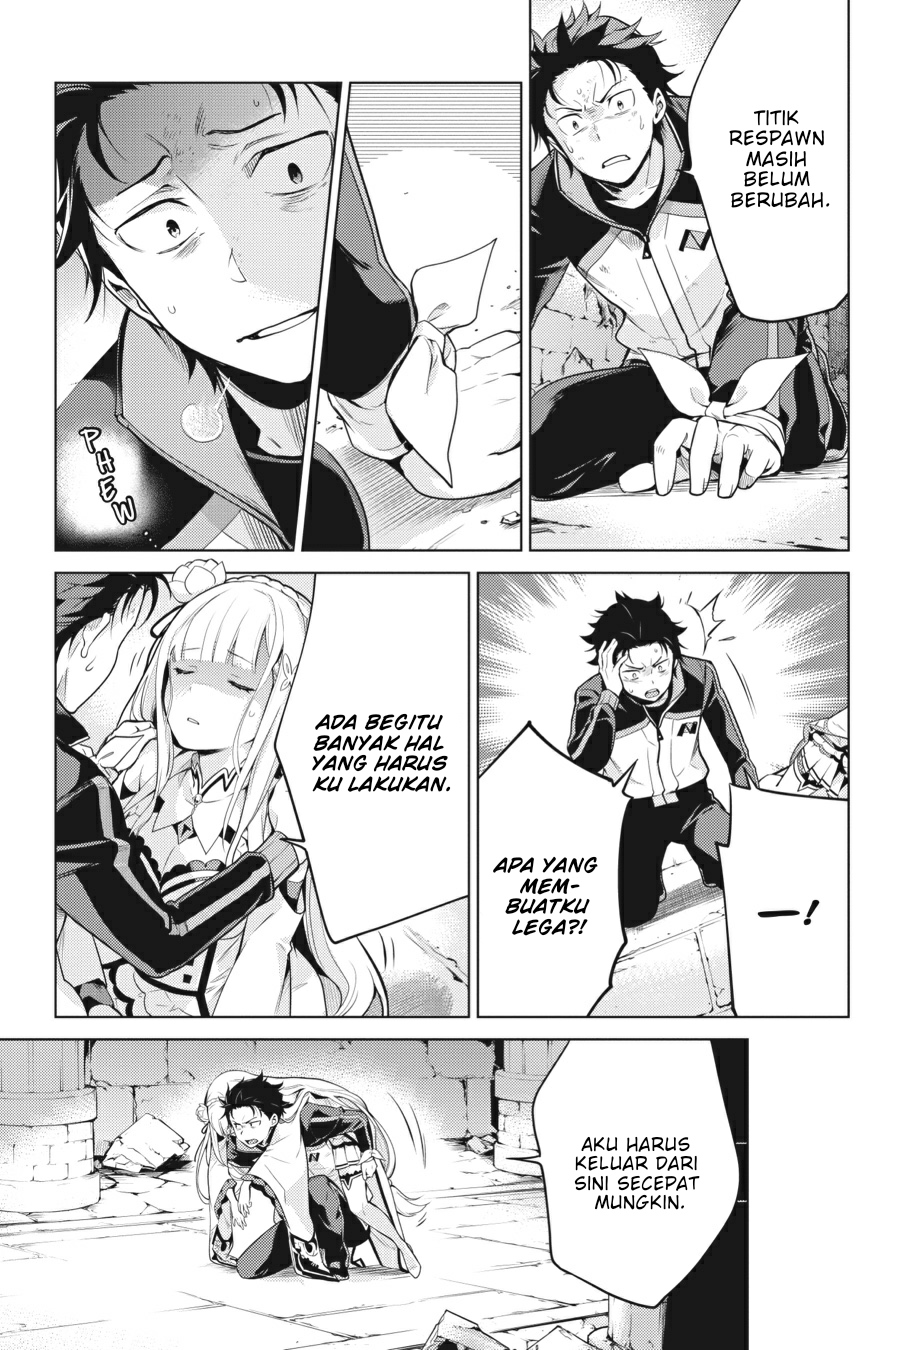 TITIK
RESPAWN
MASIH
BELUM
BERUBAH.
PHEW...
—!
APA YANG
MEM-
BUATKU
LEGA?!
ADA BEGITU
BANYAK HAL
YANG HARUS
KU LAKUKAN.
AKU HARUS
KELUAR DARI
SINI SECEPAT
MUNGKIN.